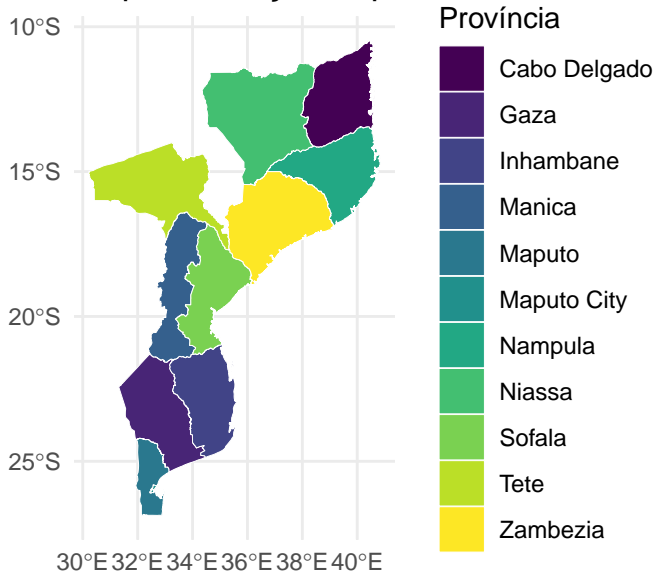 Província
10°S
15°S
20°S
25°S
30°E 32°E 34°E 36°E 38°E 40°E
Cabo Delgado
Gaza
Inhambane
Manica
Maputo
Maputo City
Nampula
Niassa
Sofala
Tete
Zambezia